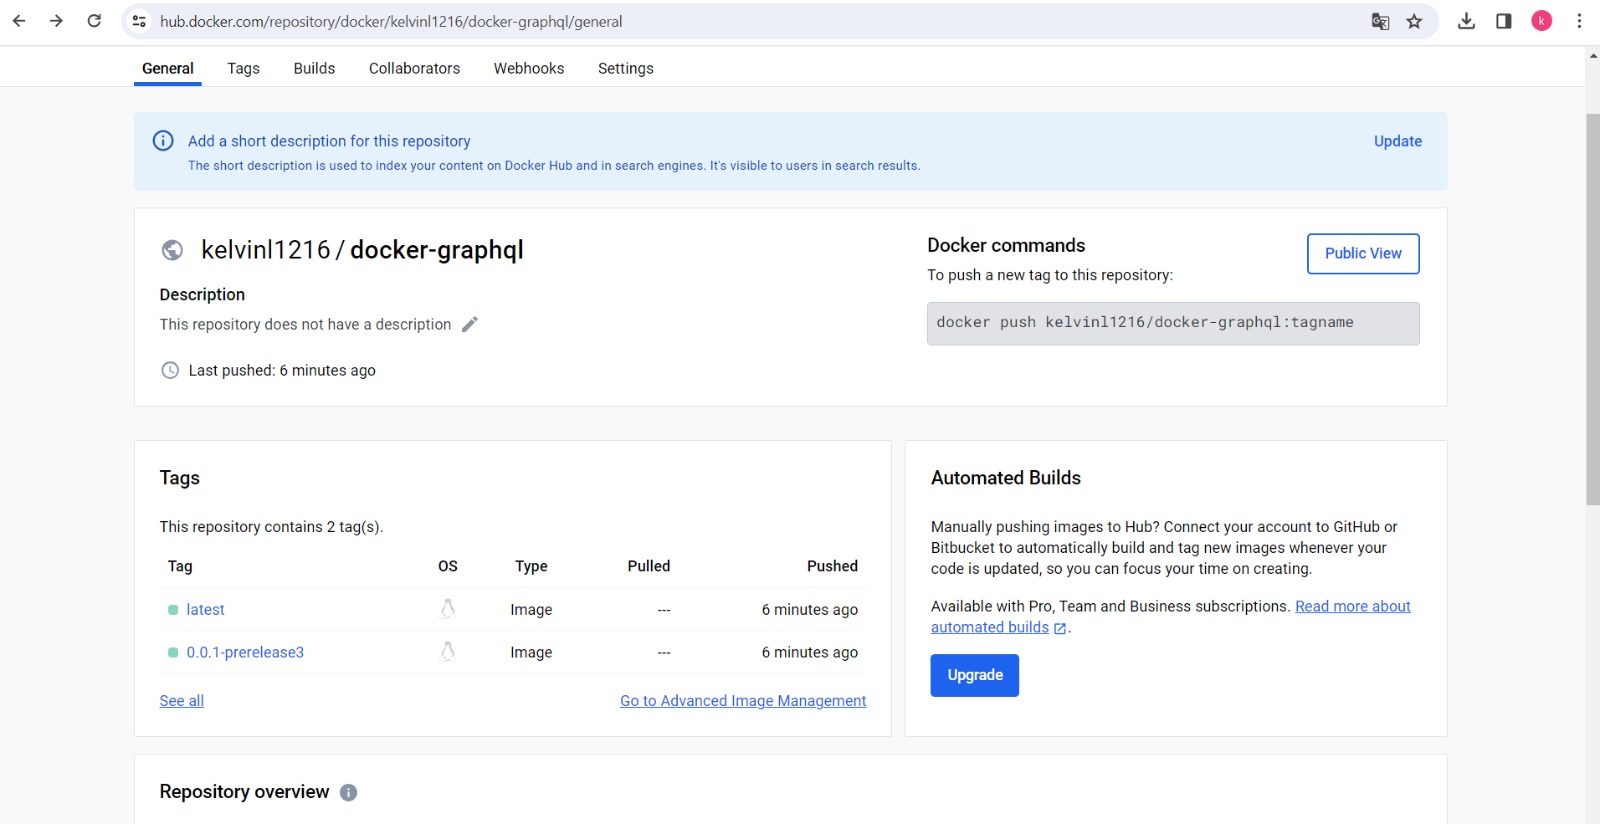 hub.docker.com/repository/docker/kelvinl1216/docker-graphql/general
k
General Tags Builds Collaborators Webhooks Settings
Add a short description for this repository
Update
The short description is used to index your content on Docker Hub and in search engines. It's visible to users in search results.
kelvinl1216 / docker-graphql
Description
This repository does not have a description
Last pushed: 6 minutes ago
Docker commands
Public View
To push a new tag to this repository:
docker push kelvinl1216/docker-graphql:tagname
Tags
This repository contains 2 tag(s).
Tag OS Type Pulled Pushed
latest Image --- 6 minutes ago
0.0.1-prerelease3 Image --- 6 minutes ago
See all Go to Advanced Image Management
Automated Builds
Manually pushing images to Hub? Connect your account to GitHub or
Bitbucket to automatically build and tag new images whenever your
code is updated, so you can focus your time on creating.
Available with Pro, Team and Business subscriptions. Read more about
automated builds .
Upgrade
Repository overview